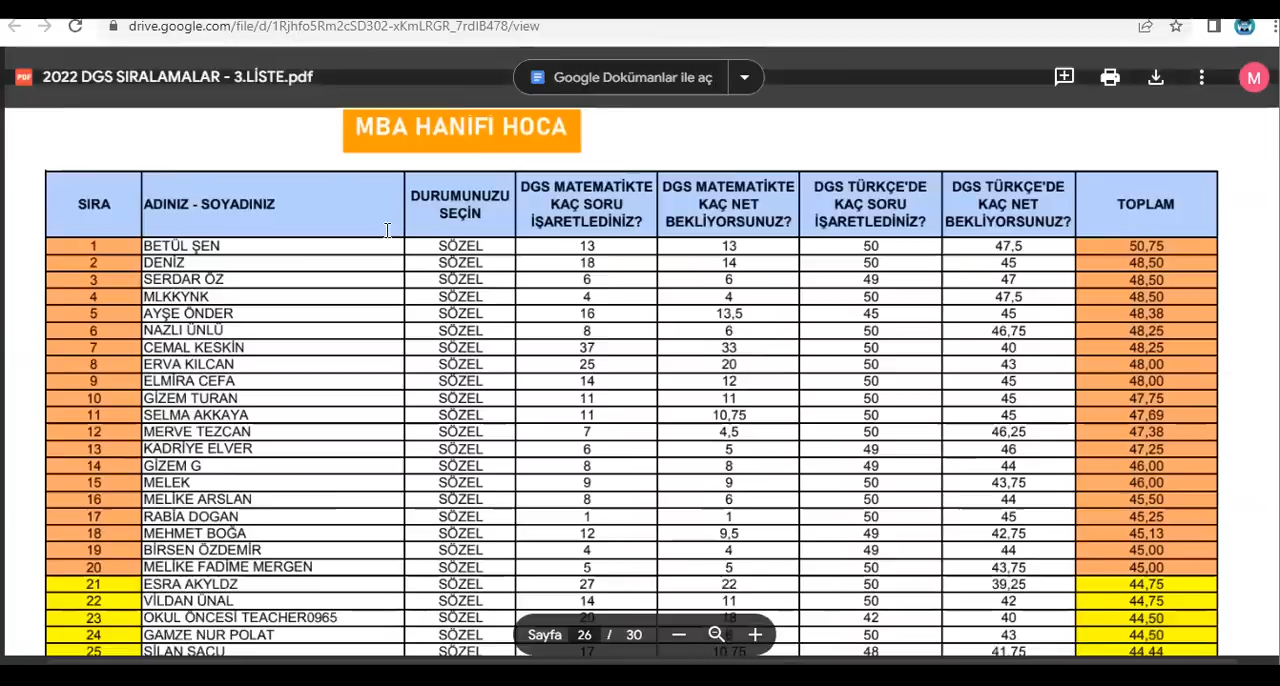 drive.google.com/file/d/1Rjhfo5Rm2cSD302-xKmLRGR_7rdIB478/view
PDF 2022 DGS SIRALAMALAR - 3.LİSTE.pdf Google Dokümanlar ile aç M
MBA HANİFİ HOCA
SIRA ADINIZ - SOYADINIZ DURUMUNUZU SEÇİN DGS MATEMATİKTE KAÇ SORU İŞARETLEDİNİZ? DGS MATEMATİKTE KAÇ NET BEKLİYORSUNUZ? DGS TÜRKÇE'DE KAÇ SORU İŞARETLEDİNİZ? DGS TÜRKÇE'DE KAÇ NET BEKLİYORSUNUZ? TOPLAM
1 BETÜL ŞEN SÖZEL 13 13 50 47,5 50,75
2 DENİZ SÖZEL 18 14 50 45 48,50
3 SERDAR ÖZ SÖZEL 6 6 49 47 48,50
4 MLKKYNK SÖZEL 4 4 50 47,5 48,50
5 AYŞE ÖNDER SÖZEL 16 13,5 45 45 48,38
6 NAZLI ÜNLÜ SÖZEL 8 6 50 46,75 48,25
7 CEMAL KESKİN SÖZEL 37 33 50 40 48,25
8 ERVA KILCAN SÖZEL 25 20 50 43 48,00
9 ELMİRA CEFA SÖZEL 14 12 50 45 48,00
10 GİZEM TURAN SÖZEL 11 11 50 45 47,75
11 SELMA AKKAYA SÖZEL 11 10,75 50 45 47,69
12 MERVE TEZCAN SÖZEL 7 4,5 50 46,25 47,38
13 KADRİYE ELVER SÖZEL 6 5 49 46 47,25
14 GİZEM G SÖZEL 8 8 49 44 46,00
15 MELEK SÖZEL 9 9 50 43,75 46,00
16 MELİKE ARSLAN SÖZEL 8 6 50 44 45,50
17 RABİA DOGAN SÖZEL 1 1 50 45 45,25
18 MEHMET BOĞA SÖZEL 12 9,5 49 42,75 45,13
19 BİRSEN ÖZDEMİR SÖZEL 4 4 49 44 45,00
20 MELİKE FADİME MERGEN SÖZEL 5 5 50 43,75 45,00
21 ESRA AKYLDZ SÖZEL 27 22 50 39,25 44,75
22 VİLDAN ÜNAL SÖZEL 14 11 50 42 44,75
23 OKUL ÖNCESİ TEACHER0965 SÖZEL 20 18 42 40 44,50
24 GAMZE NUR POLAT SÖZEL 50 43 44,50
25 SİLAN SAÇU SÖZEL 17 10,75 48 41,75 44,44
Sayfa 26 / 30